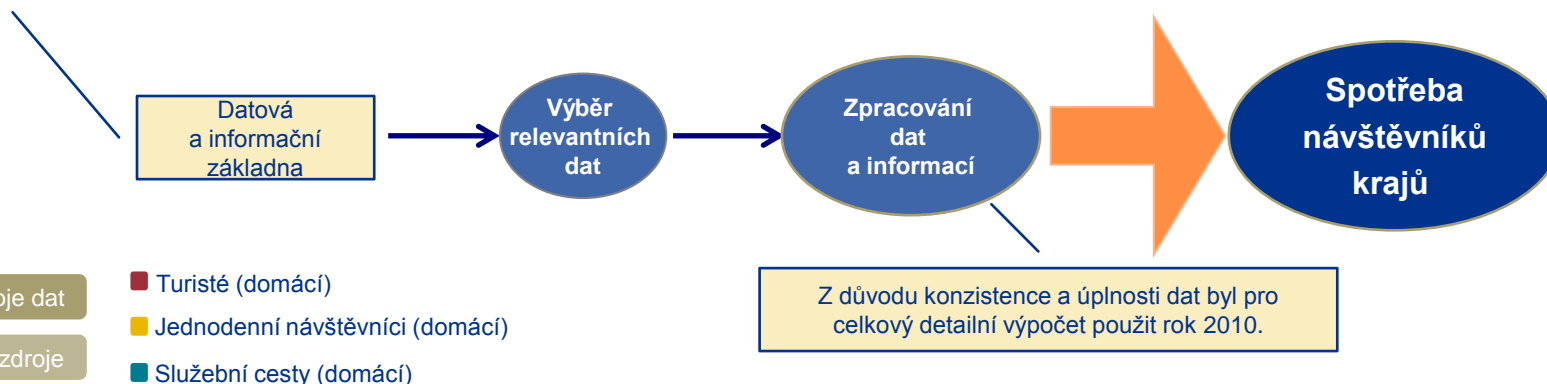 Datová
a informační
základna
Výběr
relevantních
dat
Zpracování
dat
a informací
Spotřeba
návštěvníků
krajů
oje dat
zdroje
Turisté (domácí)
Jednodenní návštěvníci (domácí)
Služební cesty (domácí)
Z důvodu konzistence a úplnosti dat byl pro
celkový detailní výpočet použit rok 2010.